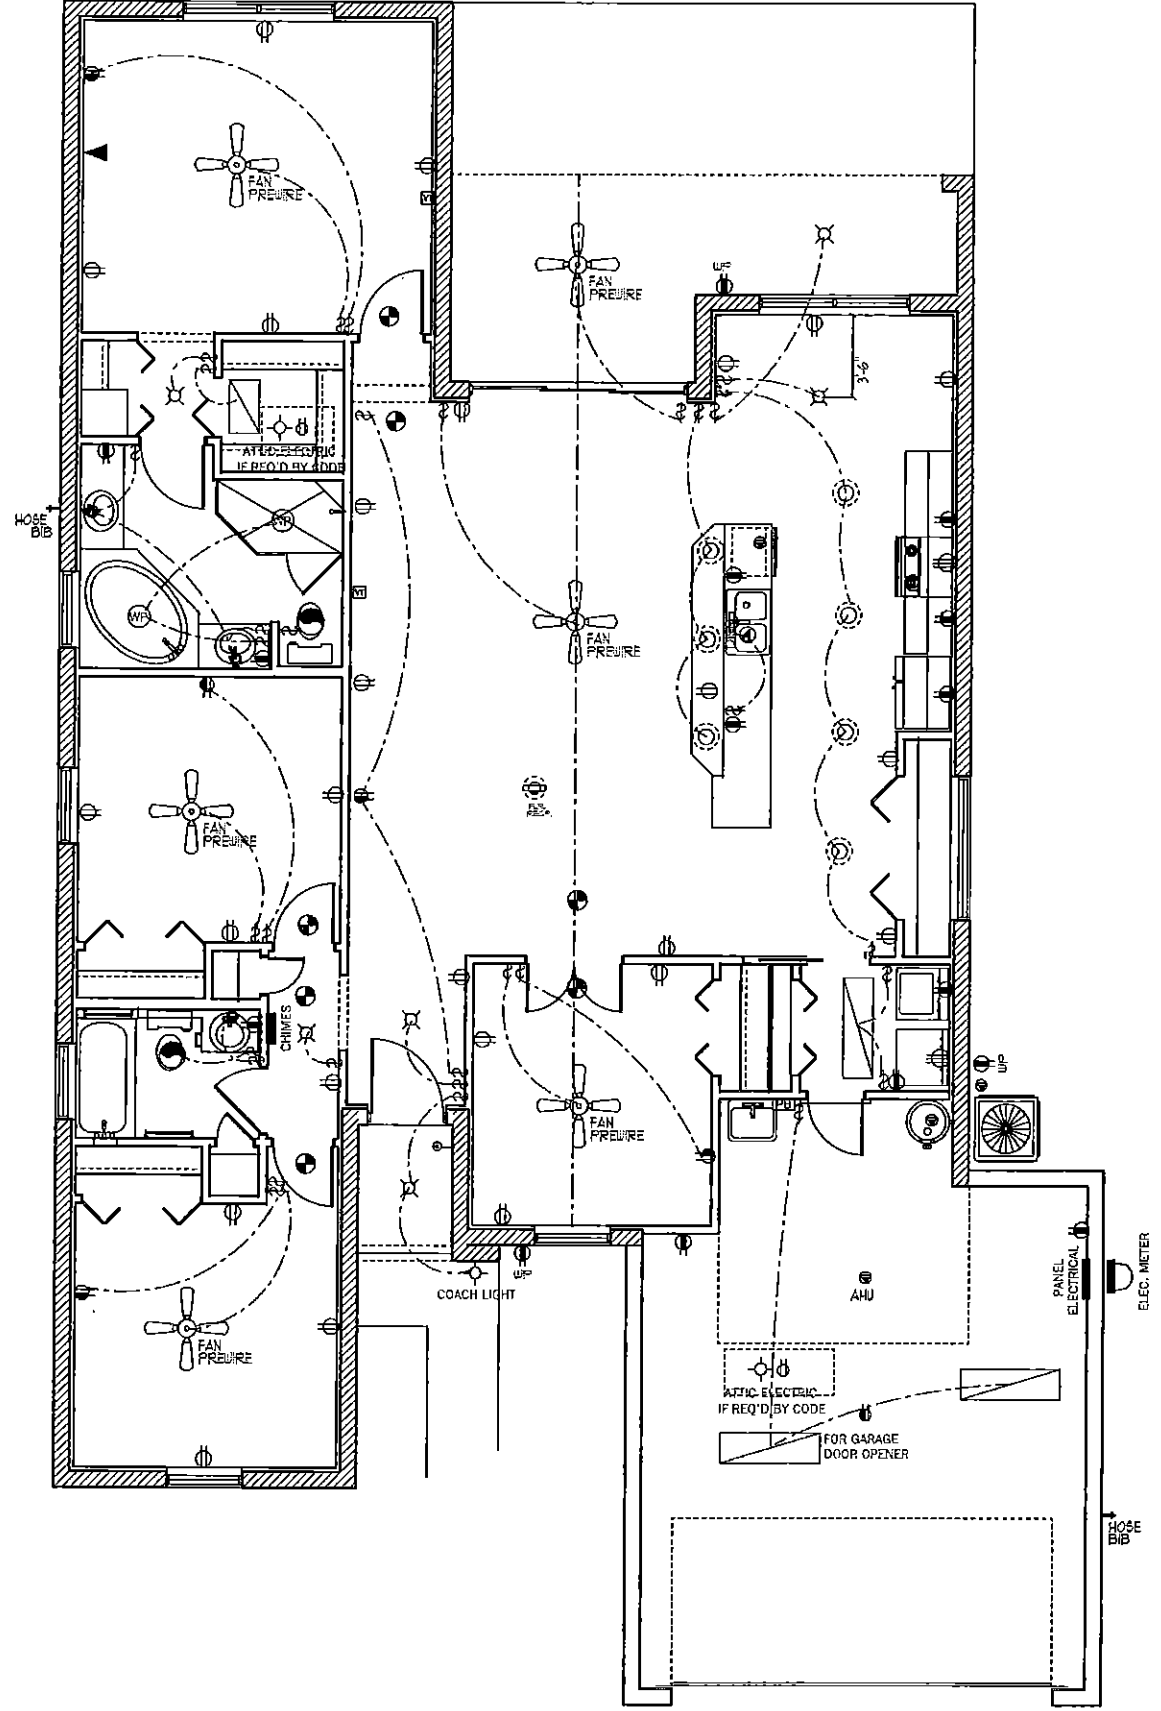 FAN
PREWIRE
FAN
PREWIRE
WP
3'-6"
ATTIC ELECTRIC
IF REQ'D BY CODE
HOSE
BIB
WP
WP
FAN
PREWIRE
FAN
PREWIRE
CHIMES
WP
FAN
PREWIRE
WP
COACH LIGHT
AHU
PANEL
ELECTRICAL
ELEC. METER
FAN
PREWIRE
ATTIC ELECTRIC
IF REQ'D BY CODE
FOR GARAGE
DOOR OPENER
HOSE
BIB